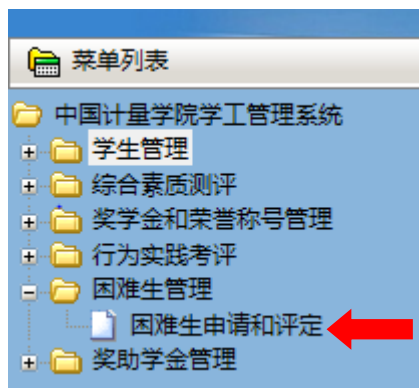 菜单列表
中国计量学院学工管理系统
学生管理
综合素质测评
奖学金和荣誉称号管理
行为实践考评
困难生管理
困难生申请和评定
奖助学金管理